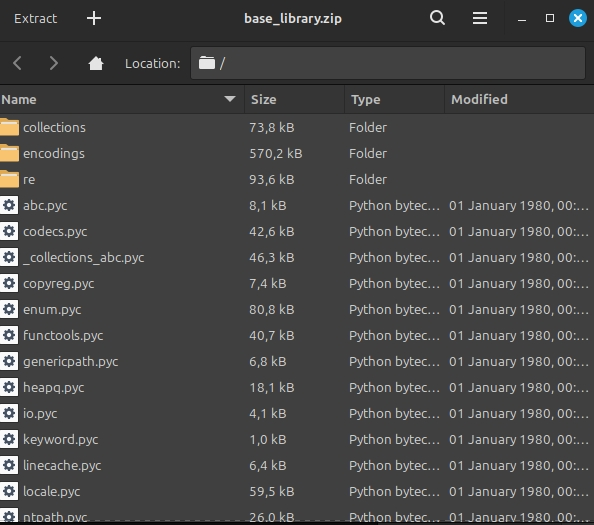 Extract + base_library.zip
Location: /
Name Size Type Modified
collections 73,8 kB Folder
encodings 570,2 kB Folder
re 93,6 kB Folder
abc.pyc 8,1 kB Python bytec... 01 January 1980, 00:...
codecs.pyc 42,6 kB Python bytec... 01 January 1980, 00:...
_collections_abc.pyc 46,3 kB Python bytec... 01 January 1980, 00:...
copyreg.pyc 7,4 kB Python bytec... 01 January 1980, 00:...
enum.pyc 80,8 kB Python bytec... 01 January 1980, 00:...
functools.pyc 40,7 kB Python bytec... 01 January 1980, 00:...
genericpath.pyc 6,8 kB Python bytec... 01 January 1980, 00:...
heapq.pyc 18,1 kB Python bytec... 01 January 1980, 00:...
io.pyc 4,1 kB Python bytec... 01 January 1980, 00:...
keyword.pyc 1,0 kB Python bytec... 01 January 1980, 00:...
linecache.pyc 6,4 kB Python bytec... 01 January 1980, 00:...
locale.pyc 59,5 kB Python bytec... 01 January 1980, 00:...
ntpath.pyc 26,0 kB Python bytec... 01 January 1980, 00:...